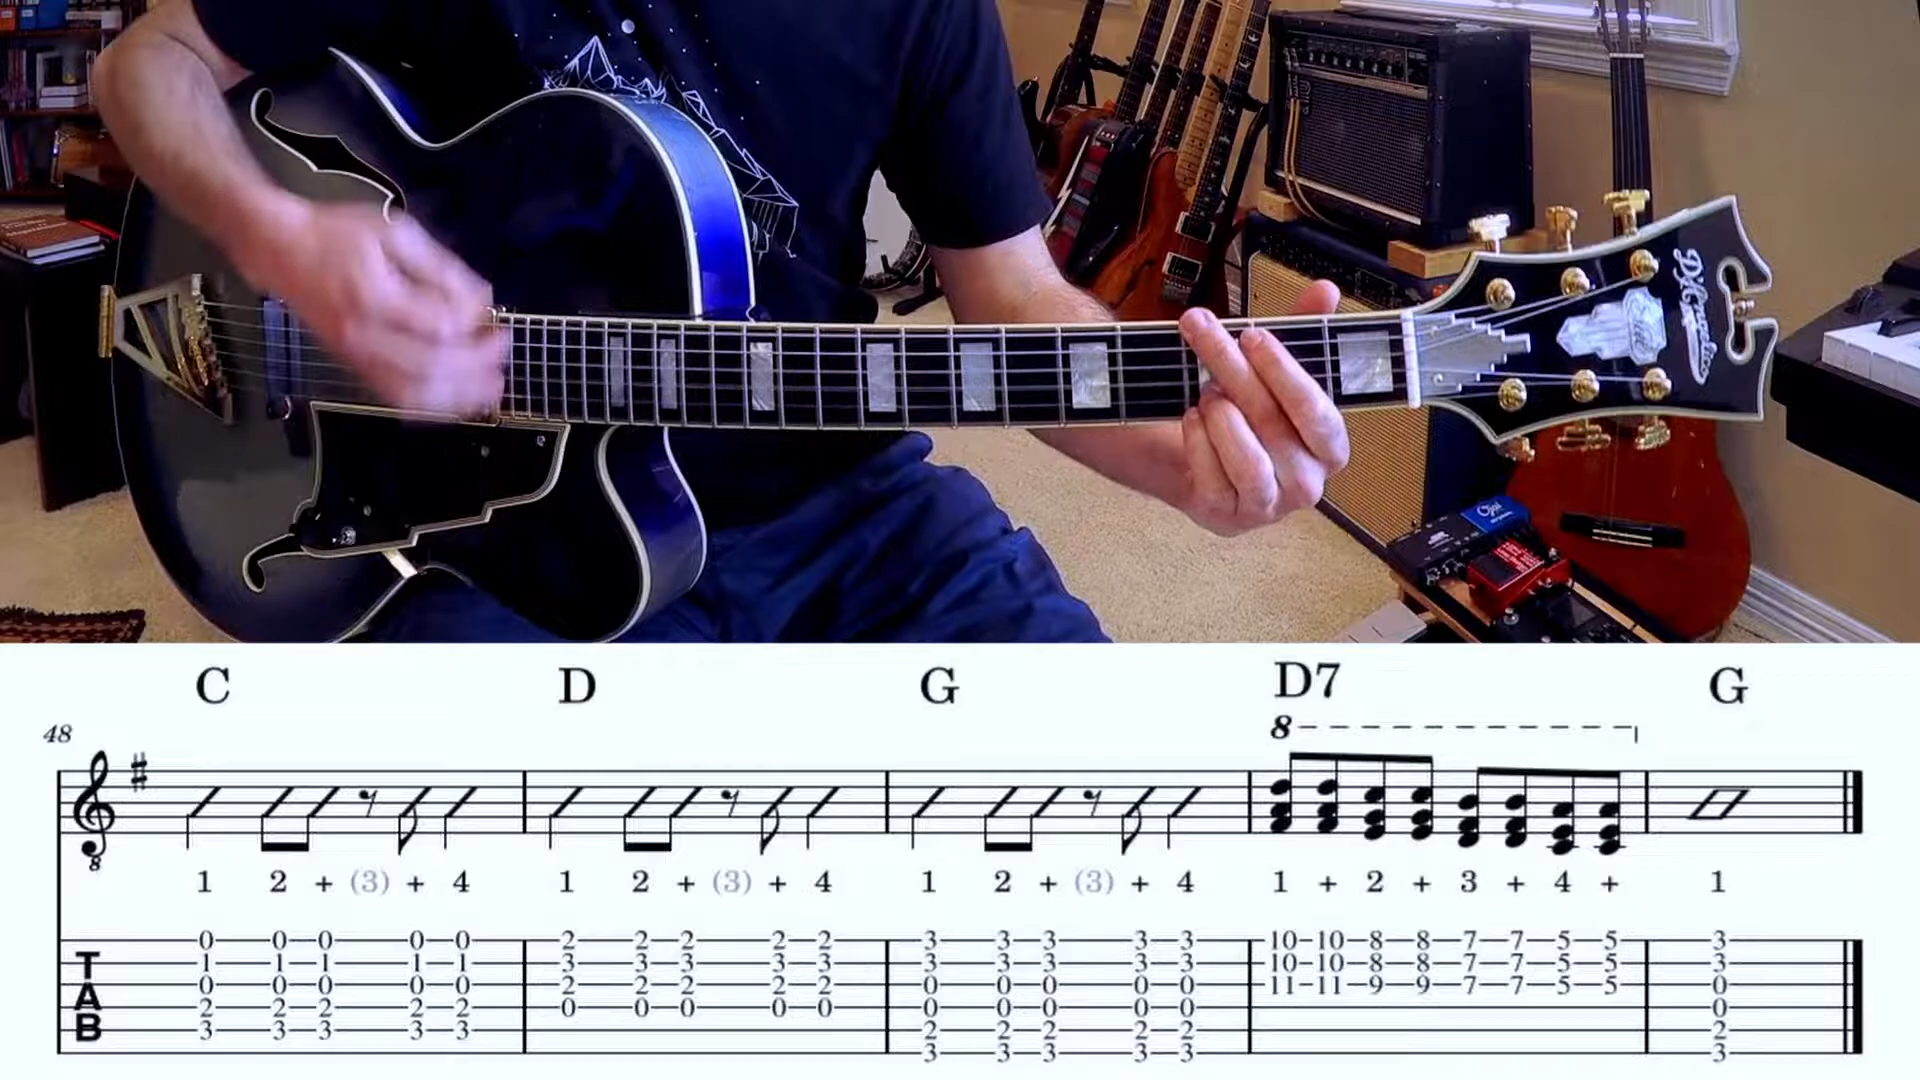 D'Angelico
C D G D7 G
8
48
8
1 2 + (3) + 4 1 2 + (3) + 4 1 2 + (3) + 4 1 + 2 + 3 + 4 + 1
0 0 0 0 0 2 2 2 2 2 3 3 3 3 3 10 10 8 8 7 7 5 5 3
T 1 1 1 1 1 3 3 3 3 3 3 3 3 3 3 10 10 8 8 7 7 5 5 3
A 0 0 0 0 0 2 2 2 2 2 0 0 0 0 0 11 11 9 9 7 7 5 5 0
2 2 2 2 2 0 0 0 0 0 0 0 0 0 0 0
B 3 3 3 3 3 2 2 2 2 2 2
3 3 3 3 3 3